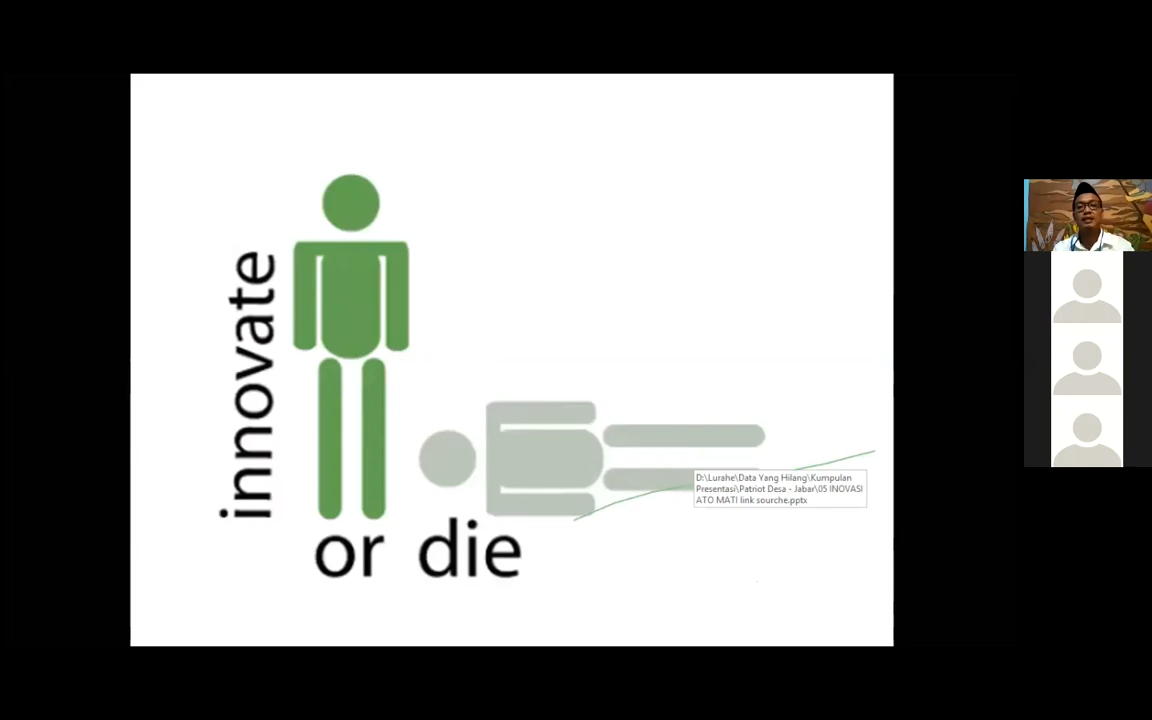 innovate
or die
D:\Lurahe\Data Yang Hilang\Kumpulan
Presentasi\Patriot Desa - Jabar\05 INOVASI
ATO MATI link sourche.pptx